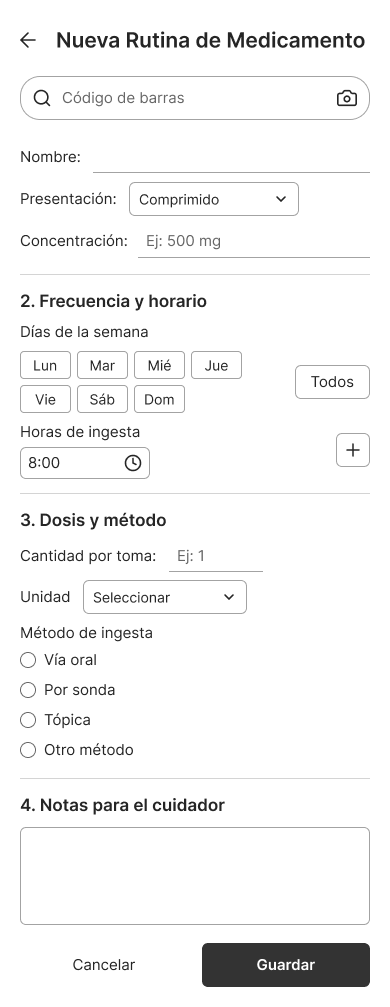 Nueva Rutina de Medicamento
Código de barras
Nombre:
Presentación: Comprimido
Concentración: Ej: 500 mg
2. Frecuencia y horario
Días de la semana
Lun Mar Mié Jue
Todos
Vie Sáb Dom
Horas de ingesta
8:00
3. Dosis y método
Cantidad por toma: Ej: 1
Unidad Seleccionar
Método de ingesta
Vía oral
Por sonda
Tópica
Otro método
4. Notas para el cuidador
Cancelar Guardar